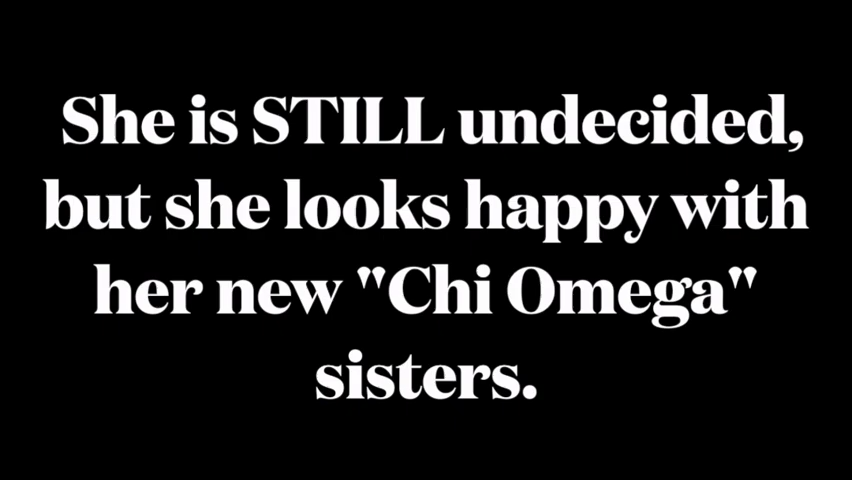 She is STILL undecided,
but she looks happy with
her new "Chi Omega"
sisters.